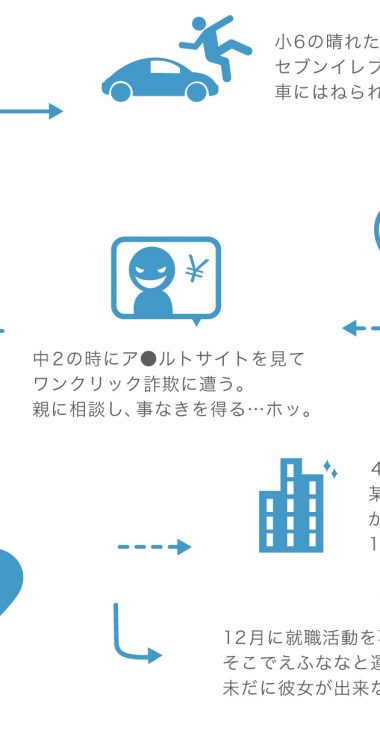 小6の晴れた
セブンイレブ
車にはねられ
¥
中2の時にア●ルトサイトを見て
ワンクリック詐欺に遭う。
親に相談し、事なきを得る…ホッ。
4
某
か
1
12月に就職活動を
そこでえふななと運
未だに彼女が出来な